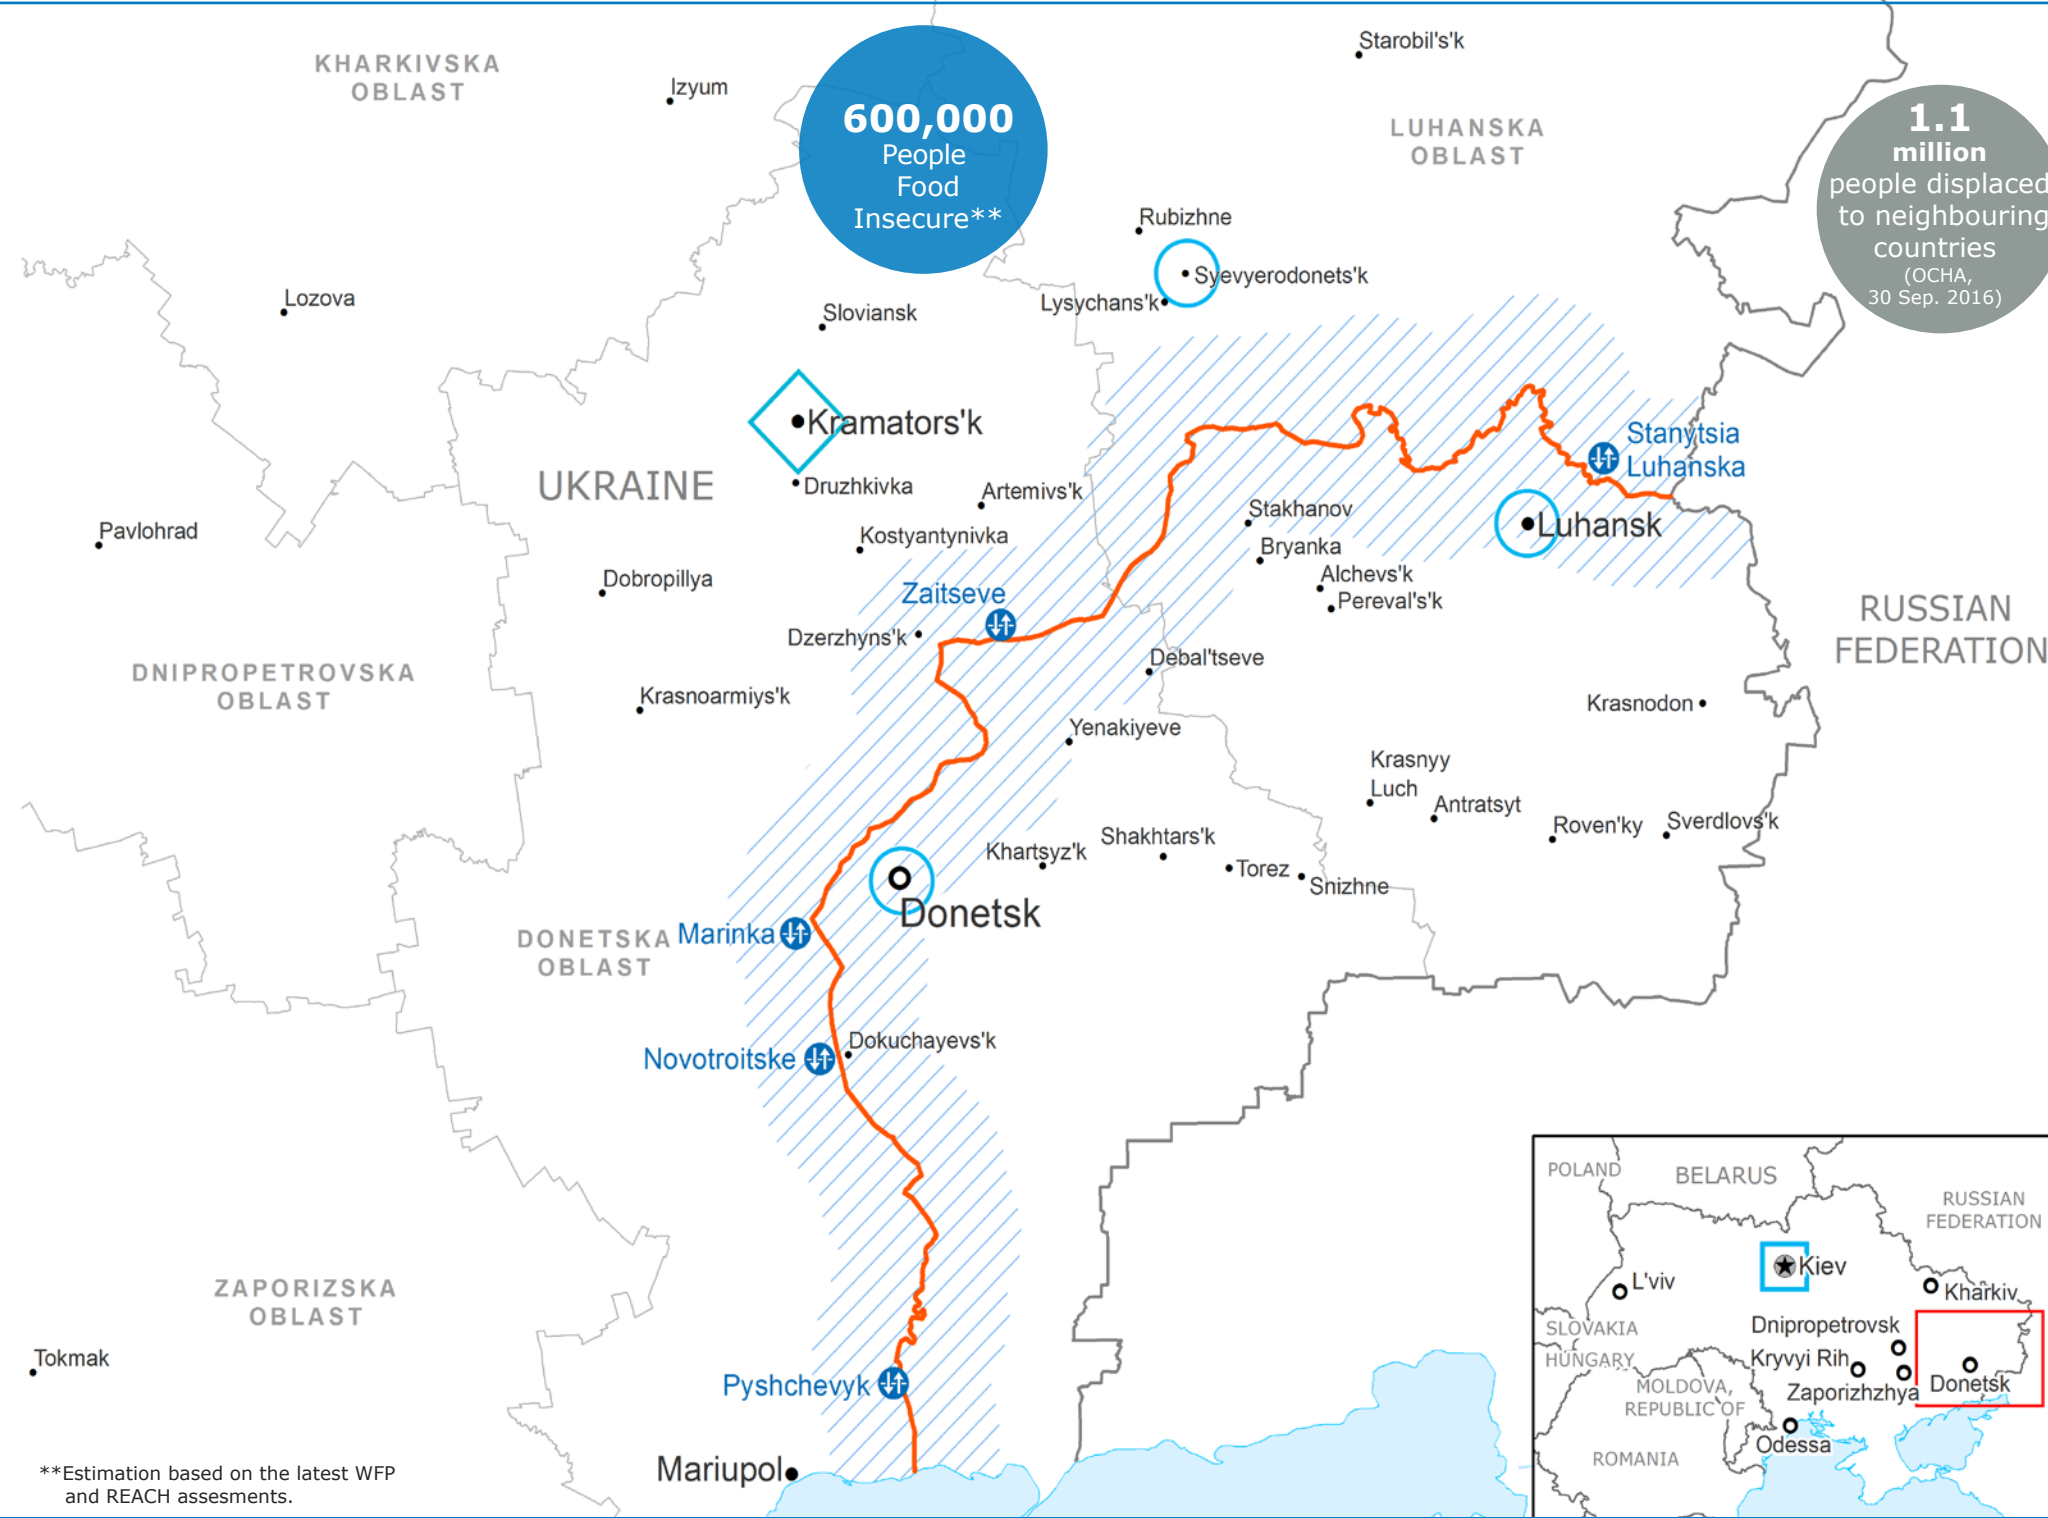 KHARKIVSKA
OBLAST
Izyum
600,000
People
Food
Insecure**
Starobil's'k
LUHANSKA
OBLAST
1.1
million
people displaced
to neighbouring
countries
(OCHA,
30 Sep. 2016)
Rubizhne
Syevyerodonets'k
Lysychans'k
Lozova
Sloviansk
Kramators'k
Stanytsia
Luhanska
UKRAINE
Druzhkivka
Artemivs'k
Stakhanov
Luhansk
Pavlohrad
Kostyantynivka
Bryanka
Dobropillya
Zaitseve
Alchevs'k
Pereval's'k
RUSSIAN
FEDERATION
Dzerzhyns'k
Debal'tseve
DNIPROPETROVSKA
OBLAST
Krasnoarmiys'k
Krasnodon
Yenakiyeve
Krasnyy
Luch
Antratsyt
Roven'ky
Sverdlovs'k
Khartsyz'k
Shakhtars'k
Torez
Snizhne
Donetsk
DONETSKA
OBLAST
Marinka
Novotroitske
Dokuchayevs'k
ZAPORIZSKA
OBLAST
Tokmak
Pyshchevyk
Mariupol
**Estimation based on the latest WFP
and REACH assesments.
POLAND
BELARUS
RUSSIAN
FEDERATION
Kiev
L'viv
Kharkiv
SLOVAKIA
Dnipropetrovsk
HUNGARY
Kryvyi Rih
Donetsk
MOLDOVA,
REPUBLIC OF
Zaporizhzhya
Odessa
ROMANIA